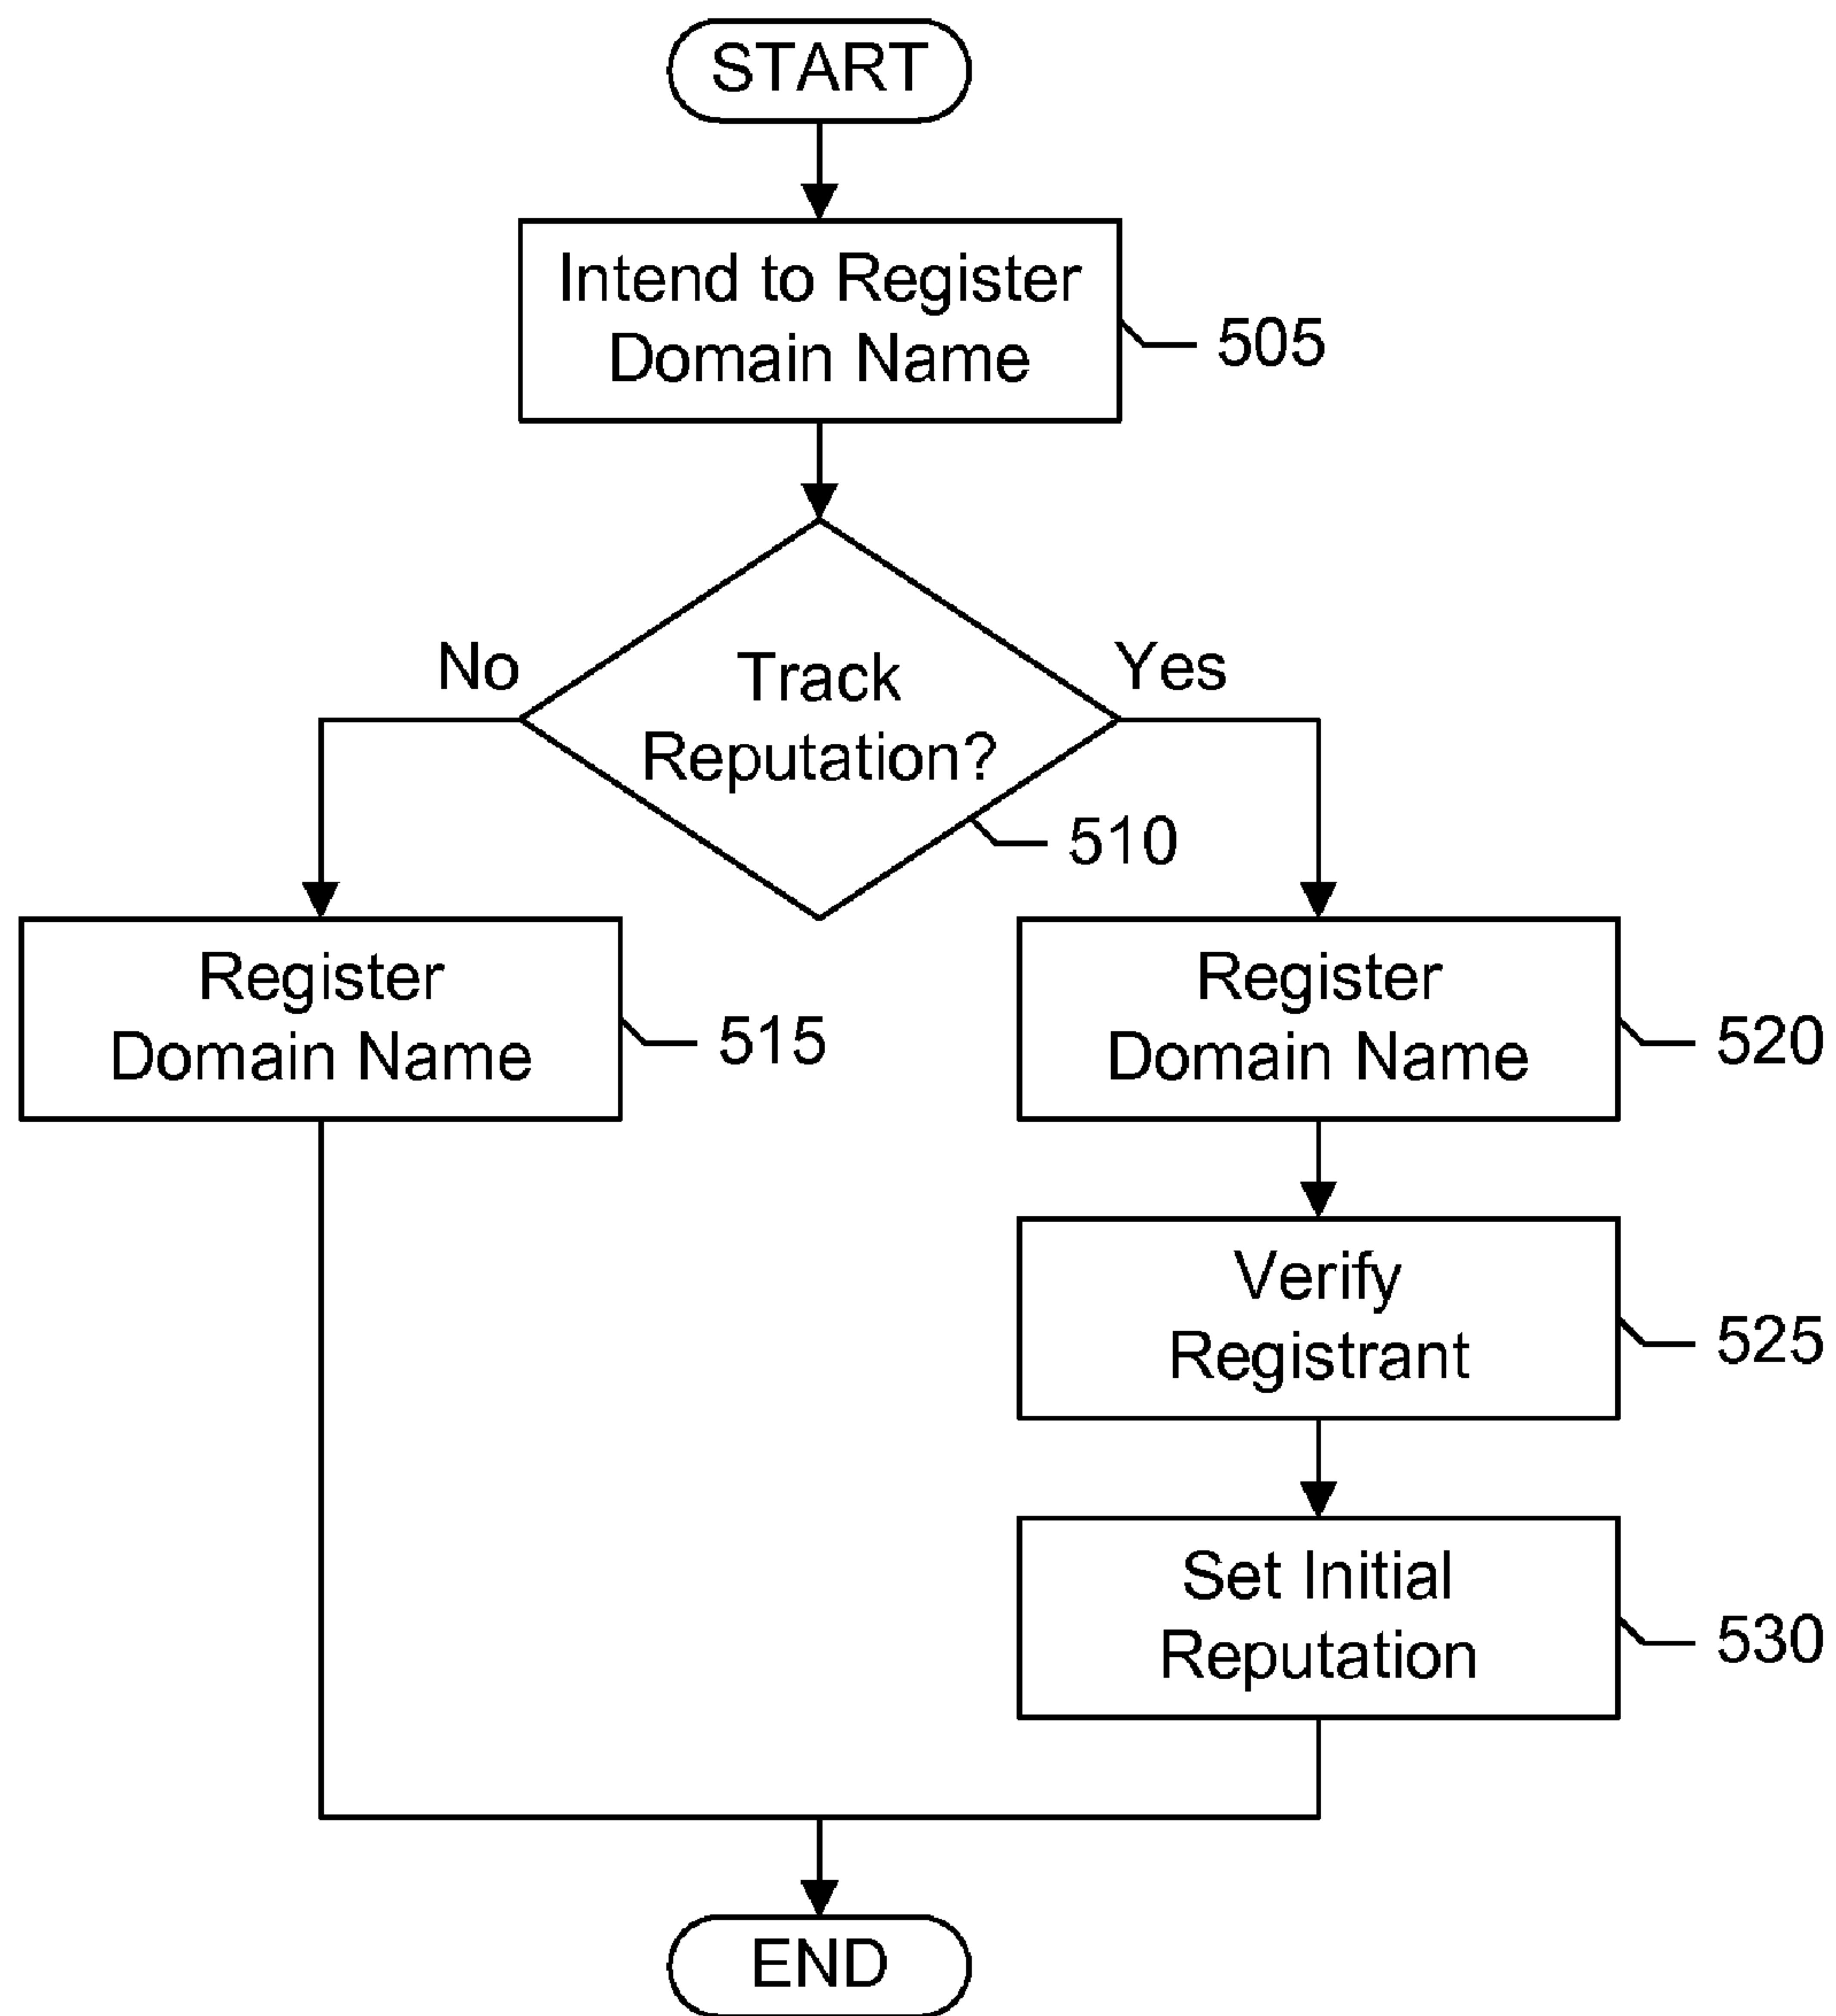 START
Intend to Register
Domain Name
505
No
Track
Reputation?
Yes
510
Register
Domain Name
515
Register
Domain Name
520
Verify
Registrant
525
Set Initial
Reputation
530
END